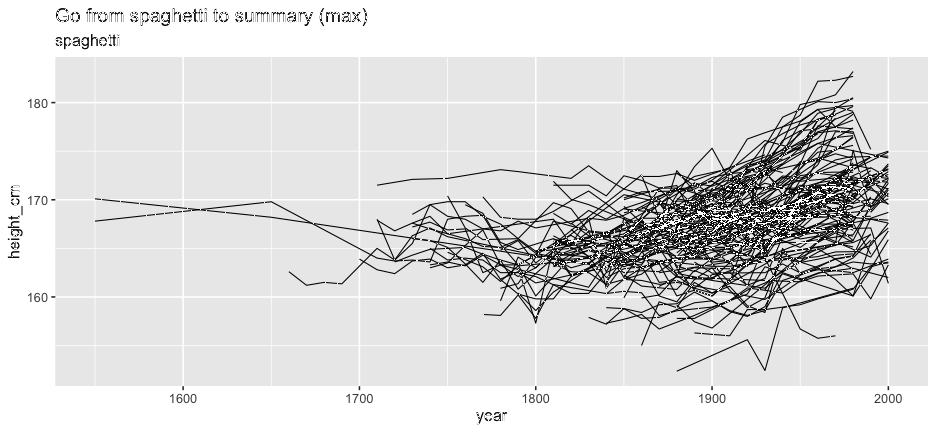 Go from spaghetti to summary (max)
spaghetti
height_cm
180
170
160
1600
1700
1800
1900
2000
year